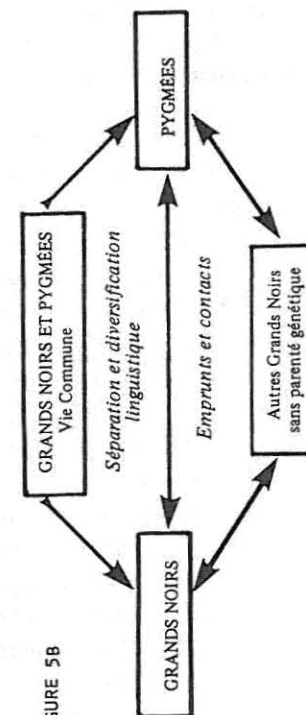 GURE 5B
GRANDS NOIRS ET PYGMÉES
Vie Commune
Séparation et diversification
linguistique
GRANDS NOIRS
PYGMÉES
Emprunts et contacts
Autres Grands Noirs
sans parenté génétique